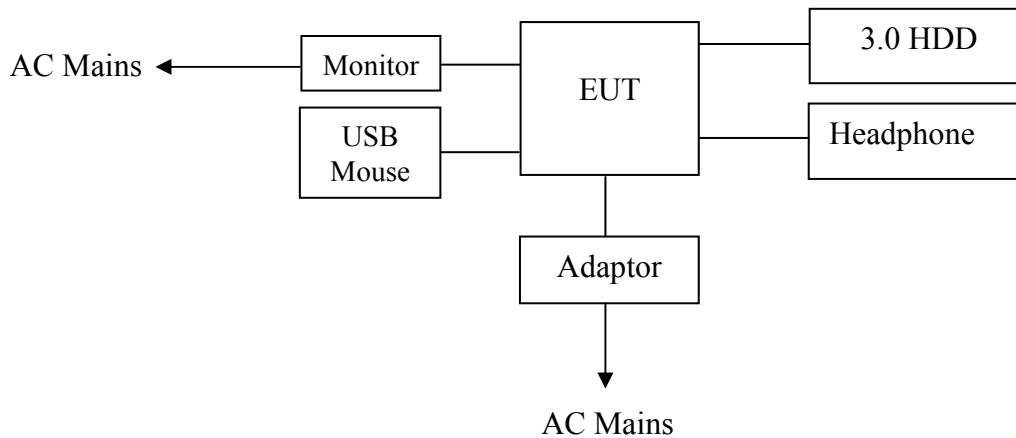 AC Mains
Monitor
USB
Mouse
EUT
3.0 HDD
Headphone
Adaptor
AC Mains